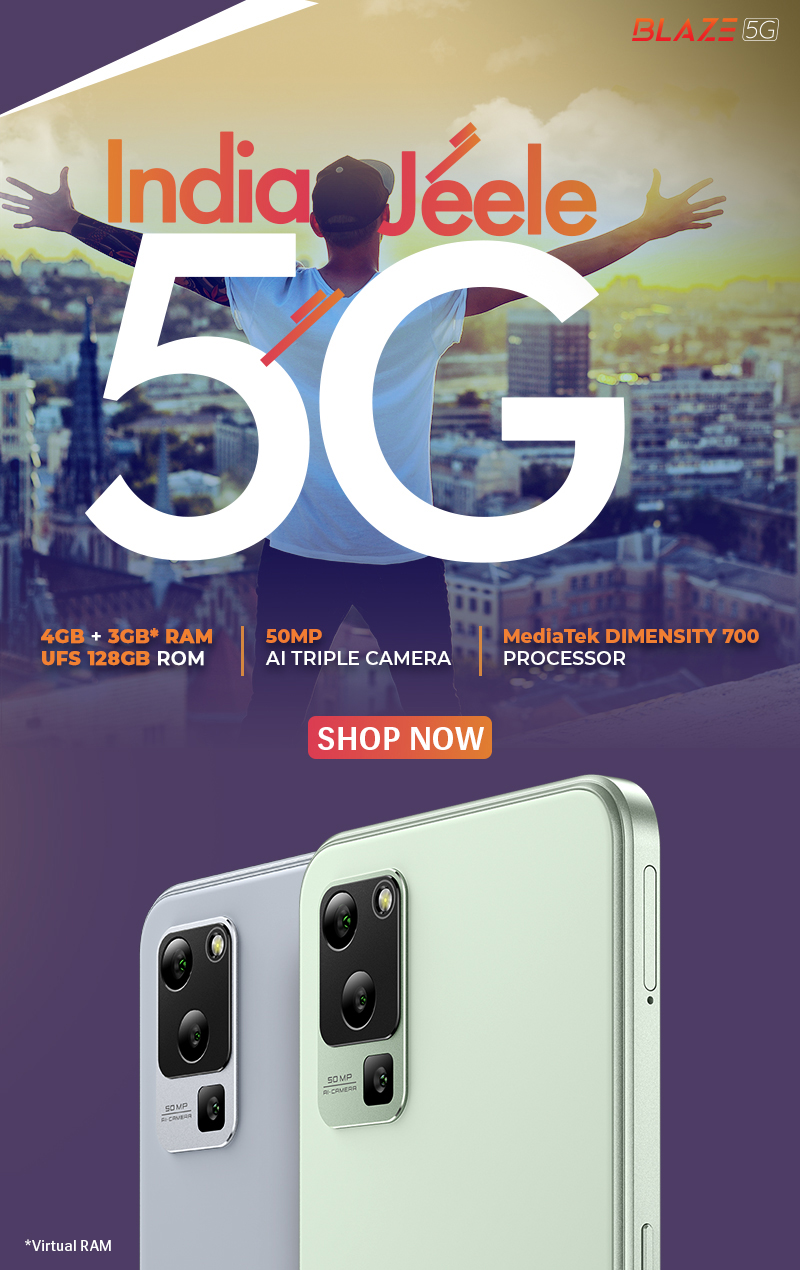 BLAZE 5G
India Jéele
5G
4GB + 3GB* RAM
UFS 128GB ROM
50MP
AI TRIPLE CAMERA
MediaTek DIMENSITY 700
PROCESSOR
SHOP NOW
50 MP
AI-CAMERA
50 MP
AI-CAMERA
*Virtual RAM